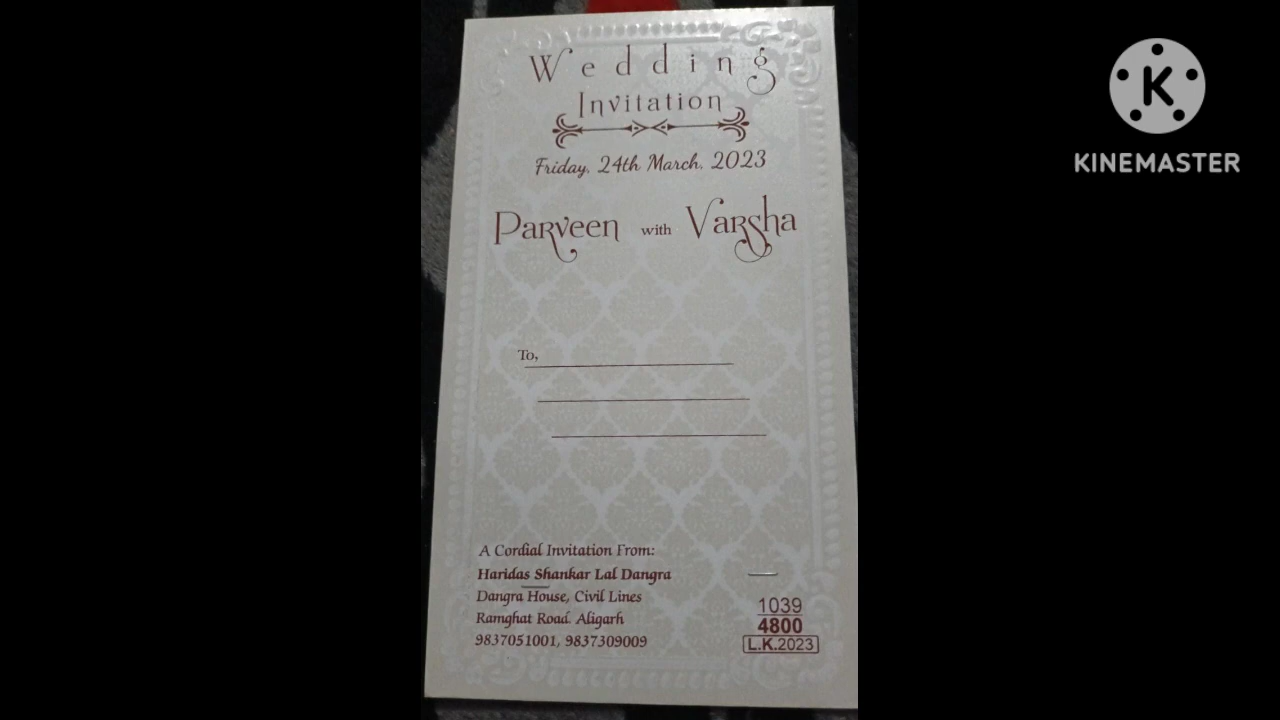 Wedding
Invitation
Friday, 24th March, 2023
Parveen with Varsha
To,
A Cordial Invitation From:
Haridas Shankar Lal Dangra
Dangra House, Civil Lines
Ramghat Road, Aligarh
9837051001, 9837309009
1039
4800
L.K.2023
K
KINEMASTER